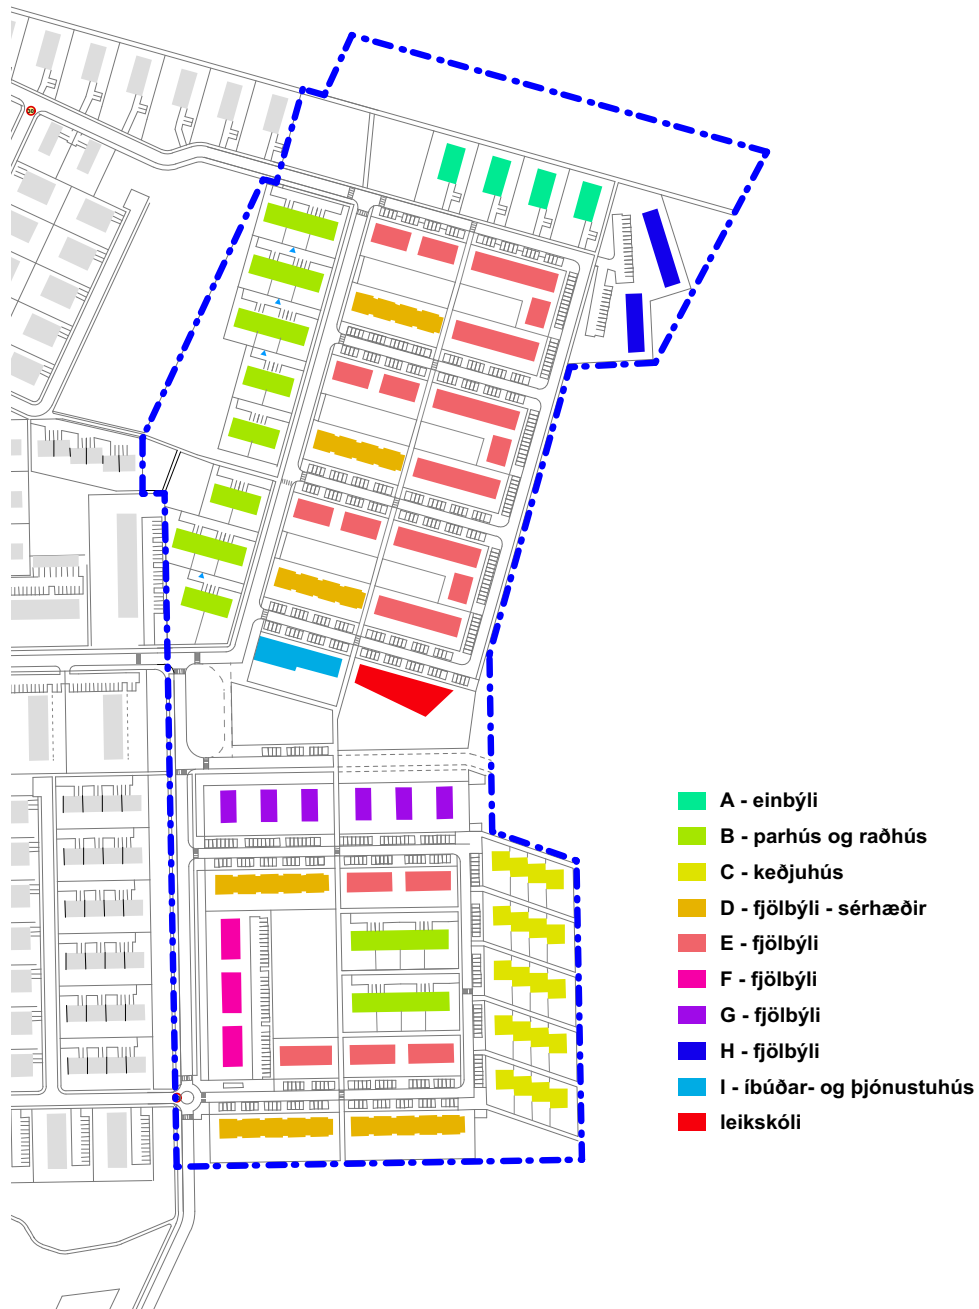 A - einbýli
B - parhús og raðhús
C - keðjuhús
D - fjölbýli - sérhæðir
E - fjölbýli
F - fjölbýli
G - fjölbýli
H - fjölbýli
I - íbúðar- og þjónustuhús
leikskóli